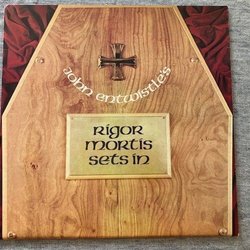 JOHN ENTWISTLE'S
RIGOR
MORTIS
SETS IN